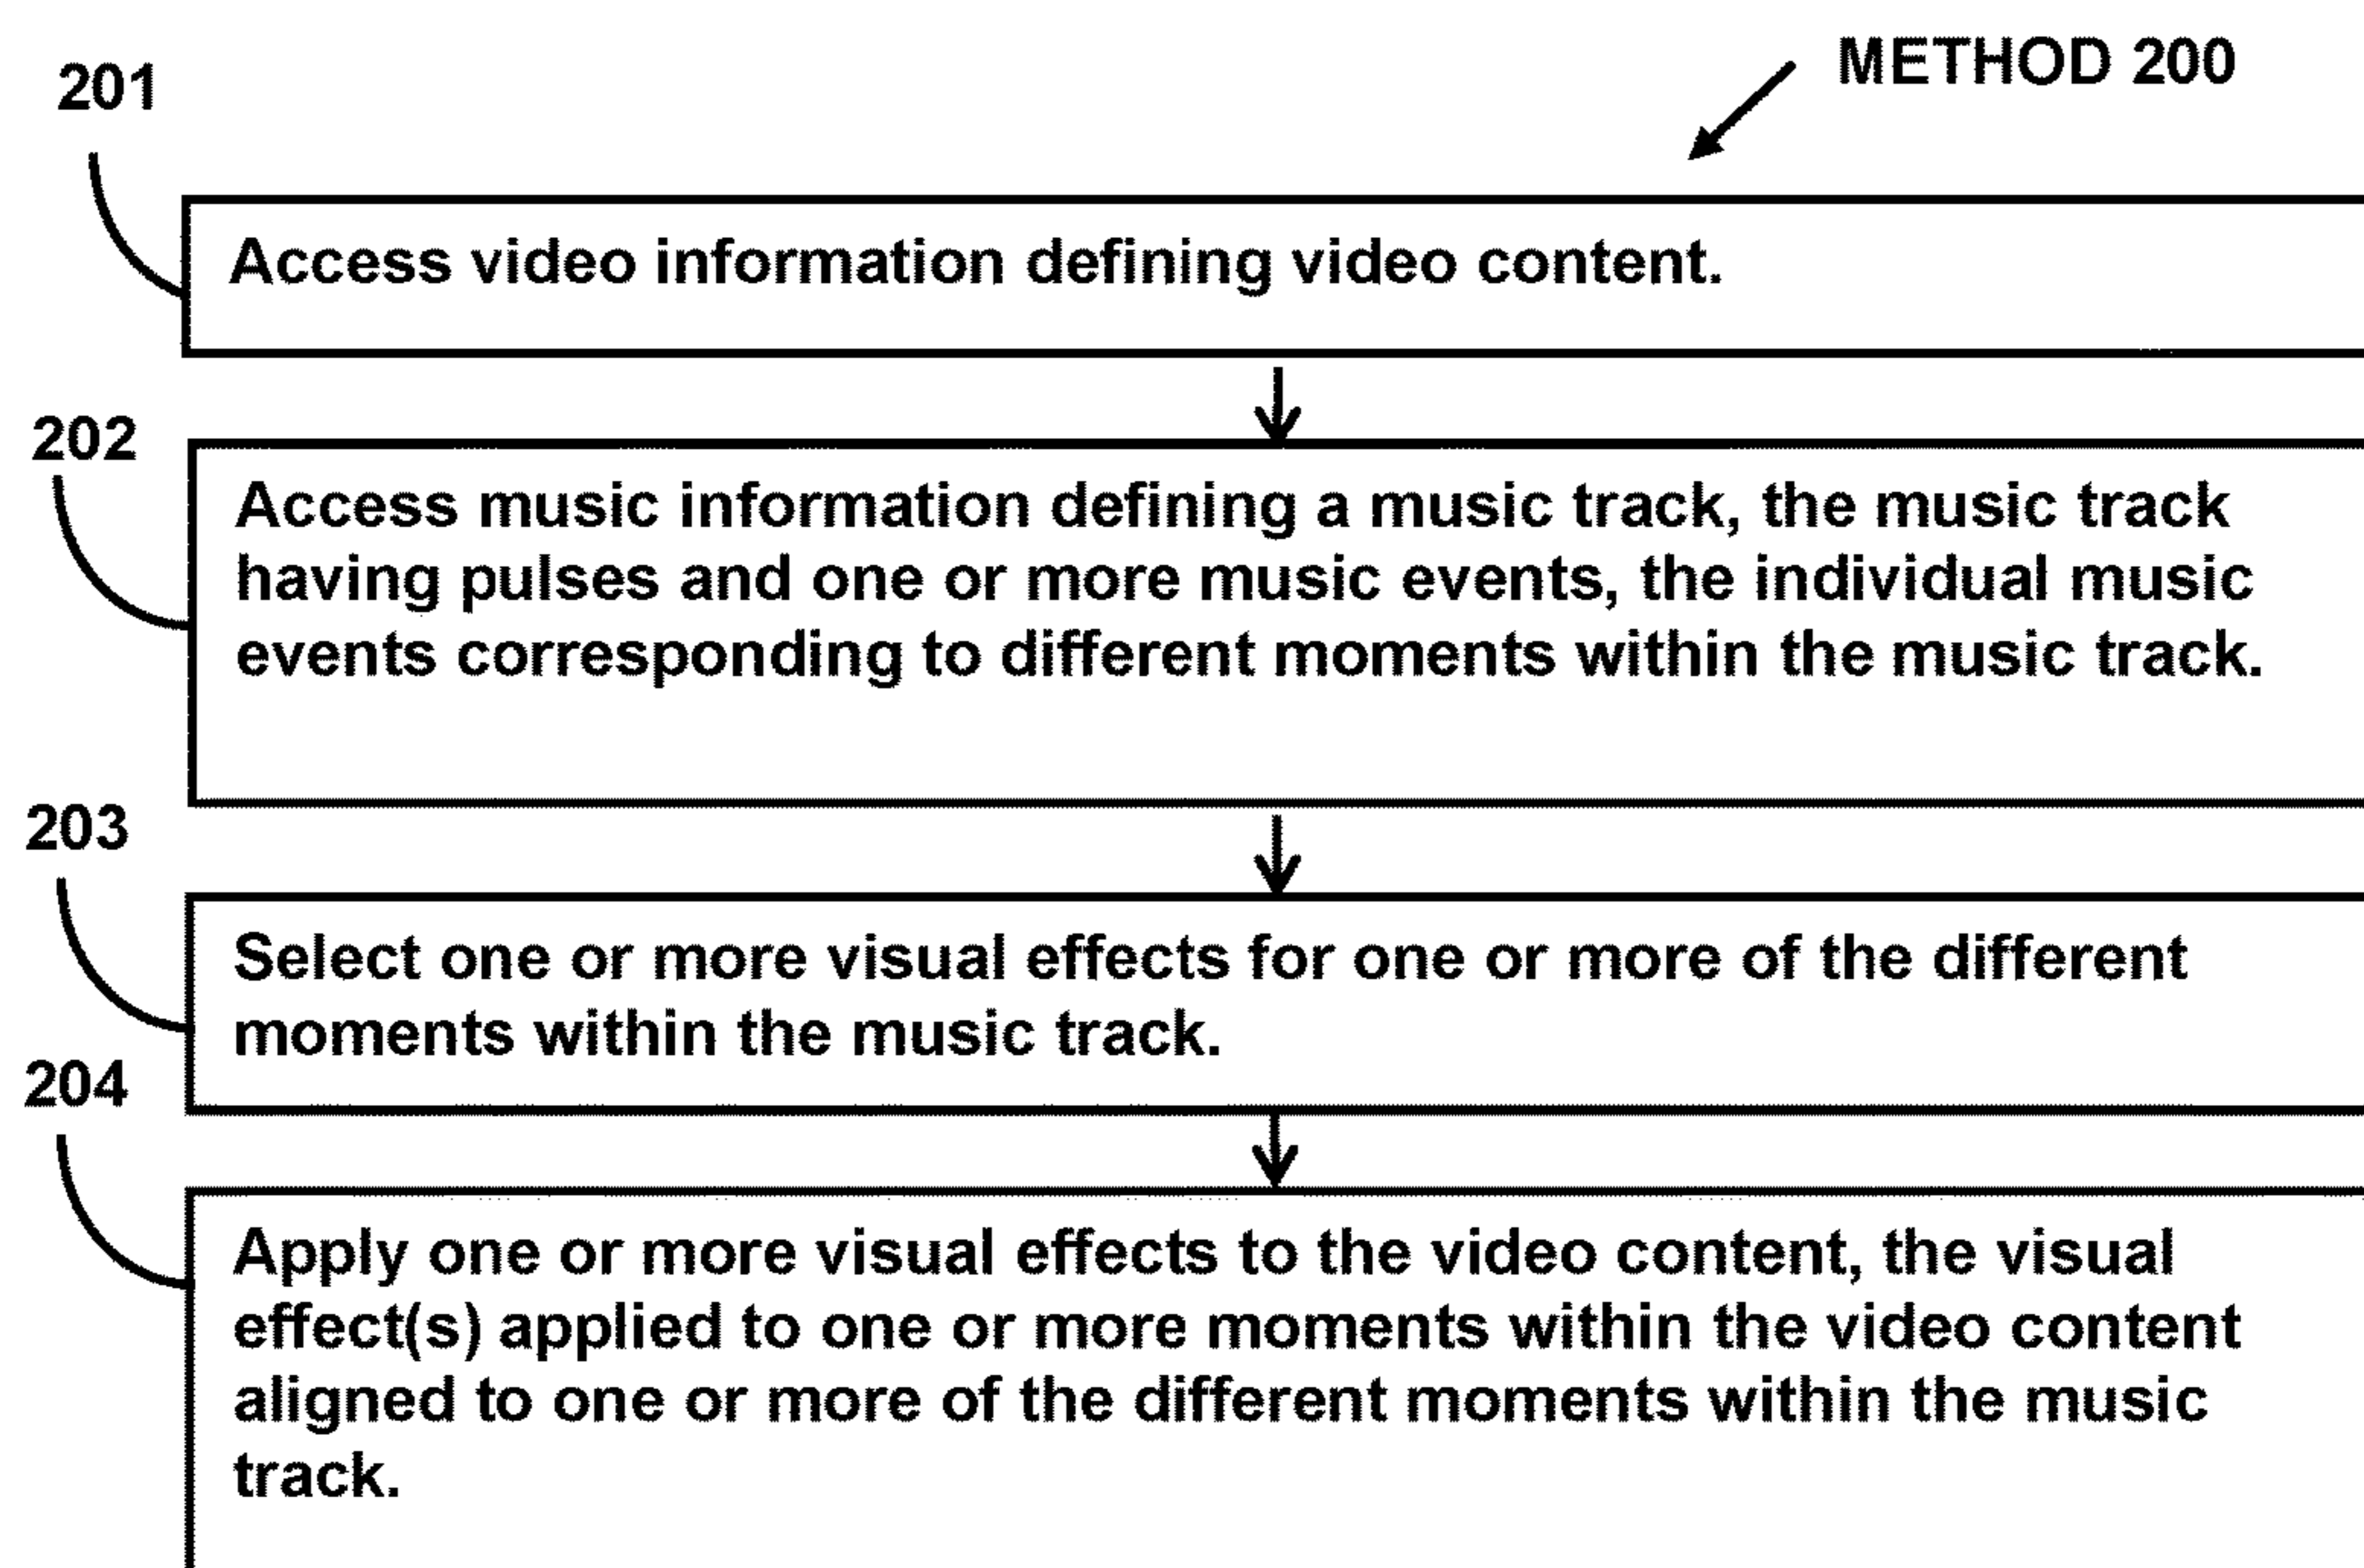 METHOD 200
201
Access video information defining video content.
202
Access music information defining a music track, the music track
having pulses and one or more music events, the individual music
events corresponding to different moments within the music track.
203
Select one or more visual effects for one or more of the different
moments within the music track.
204
Apply one or more visual effects to the video content, the visual
effect(s) applied to one or more moments within the video content
aligned to one or more of the different moments within the music
track.